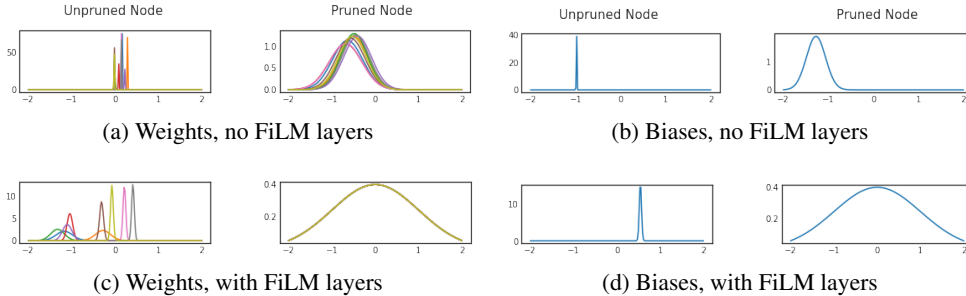 Unpruned Node Pruned Node Unpruned Node Pruned Node
50
0
−2 −1 0 1 2
1.0
0.5
0.0
−2 −1 0 1 2
40
20
0
−2 −1 0 1 2
1
0
−2 −1 0 1 2
(a) Weights, no FiLM layers
(b) Biases, no FiLM layers
10
5
0
−2 −1 0 1 2
0.4
0.2
−2 −1 0 1 2
10
0
−2 −1 0 1 2
0.4
0.2
−2 −1 0 1 2
(c) Weights, with FiLM layers
(d) Biases, with FiLM layers